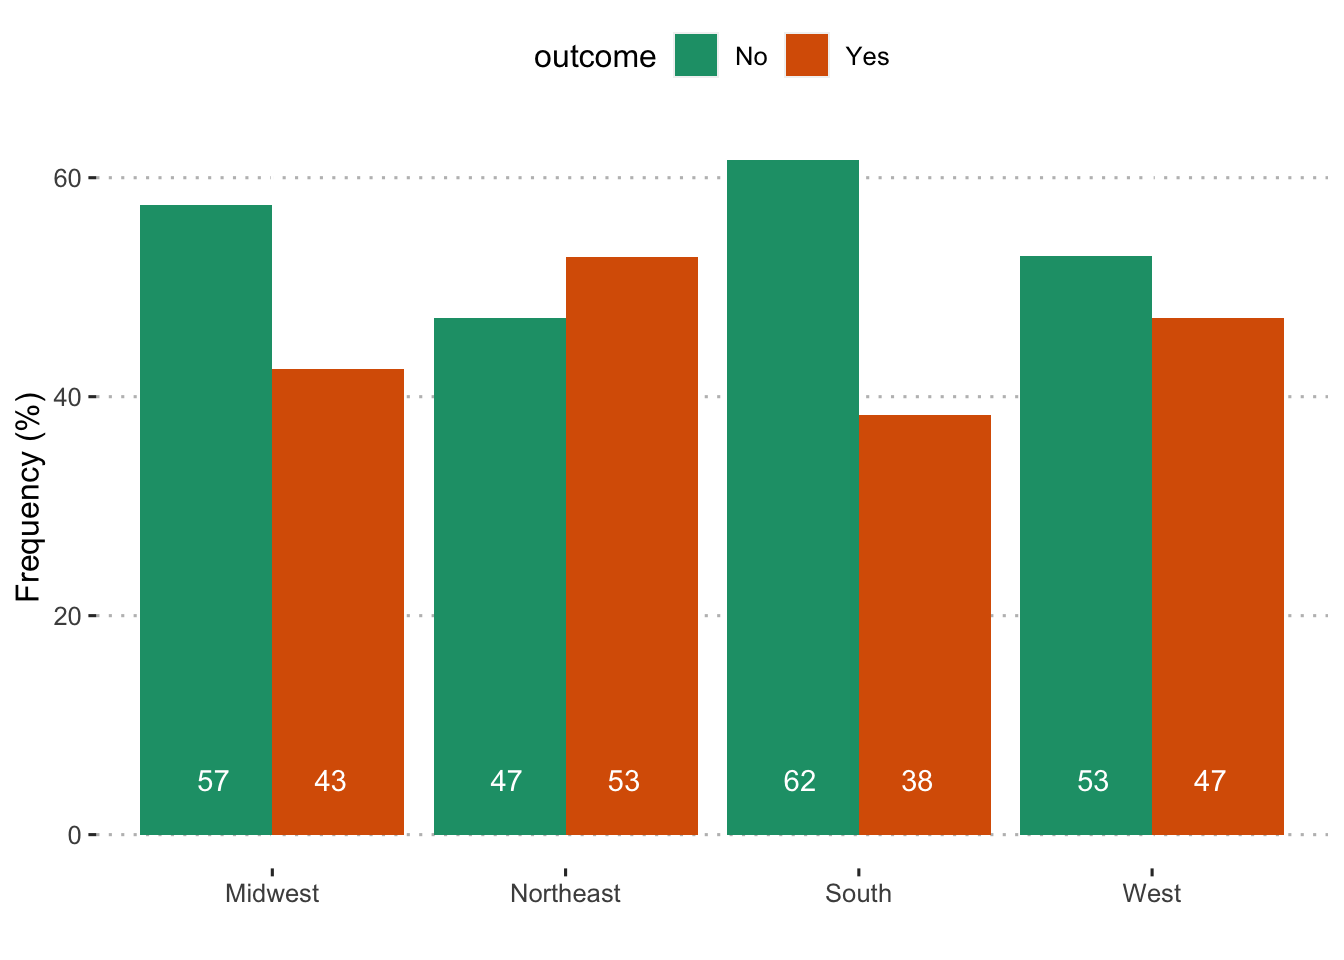 outcome No Yes
60
40
20
0
Frequency (%)
57 43 47 53 62 38 53 47
Midwest Northeast South West